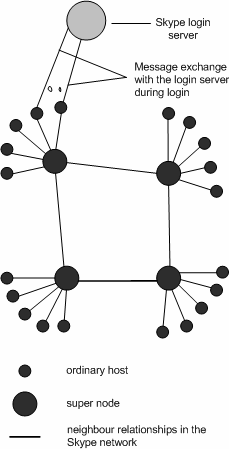 Skype login
server
Message exchange
with the login server
during login
ordinary host
super node
neighbour relationships in the
Skype network